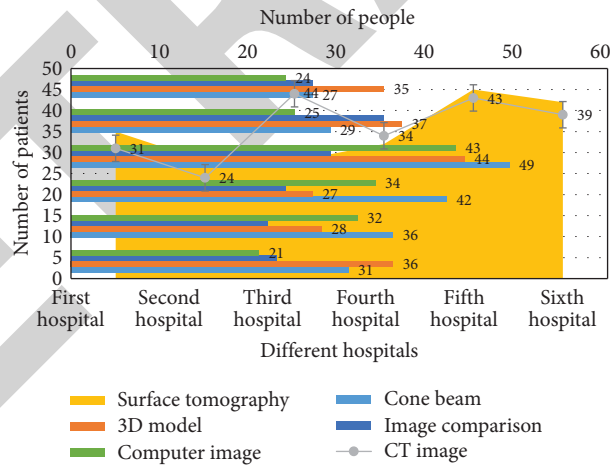 Number of people
0 10 20 30 40 50 60
Number of patients
50
45
40
35
30
25
20
15
10
5
0
24
35
44 27
25
37
29
34
31
43
44
49
24
34
27
42
32
28
36
21
36
31
43
39
First hospital
Second hospital
Third hospital
Fourth hospital
Fifth hospital
Sixth hospital
Different hospitals
Surface tomography
3D model
Computer image
Cone beam
Image comparison
CT image